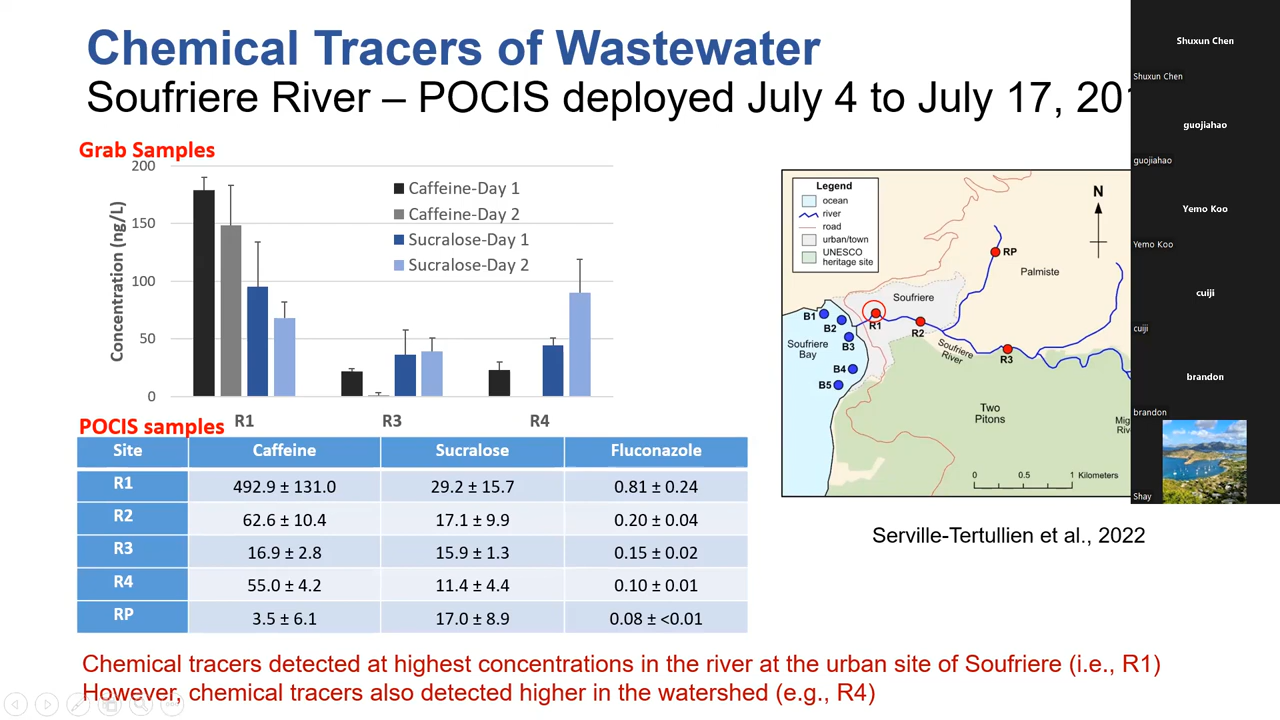 Chemical Tracers of Wastewater
Soufriere River – POCIS deployed July 4 to July 17,
Grab Samples
200
150
100
50
0
Concentration (ng/L)
Caffeine-Day 1
Caffeine-Day 2
Sucralose-Day 1
Sucralose-Day 2
R1 R3 R4
POCIS samples
Site Caffeine Sucralose Fluconazole
R1 492.9 ± 131.0 29.2 ± 15.7 0.81 ± 0.24
R2 62.6 ± 10.4 17.1 ± 9.9 0.20 ± 0.04
R3 16.9 ± 2.8 15.9 ± 1.3 0.15 ± 0.02
R4 55.0 ± 4.2 11.4 ± 4.4 0.10 ± 0.01
RP 3.5 ± 6.1 17.0 ± 8.9 0.08 ± <0.01
Legend
ocean
river
road
urban/town
UNESCO
heritage site
N
RP
Palmiste
Soufriere
B1
B2
R1
R2
B3
Soufriere
Bay
Soufriere
River
R3
B4
B5
Two
Pitons
0 0.5 1 Kilometers
Serville-Tertullien et al., 2022
Chemical tracers detected at highest concentrations in the river at the urban site of Soufriere (i.e., R1)
However, chemical tracers also detected higher in the watershed (e.g., R4)
Shuxun Chen
Shuxun Chen
guojiahao
guojiahao
Yemo Koo
Yemo Koo
cuiji
cuiji
brandon
brandon
Shay